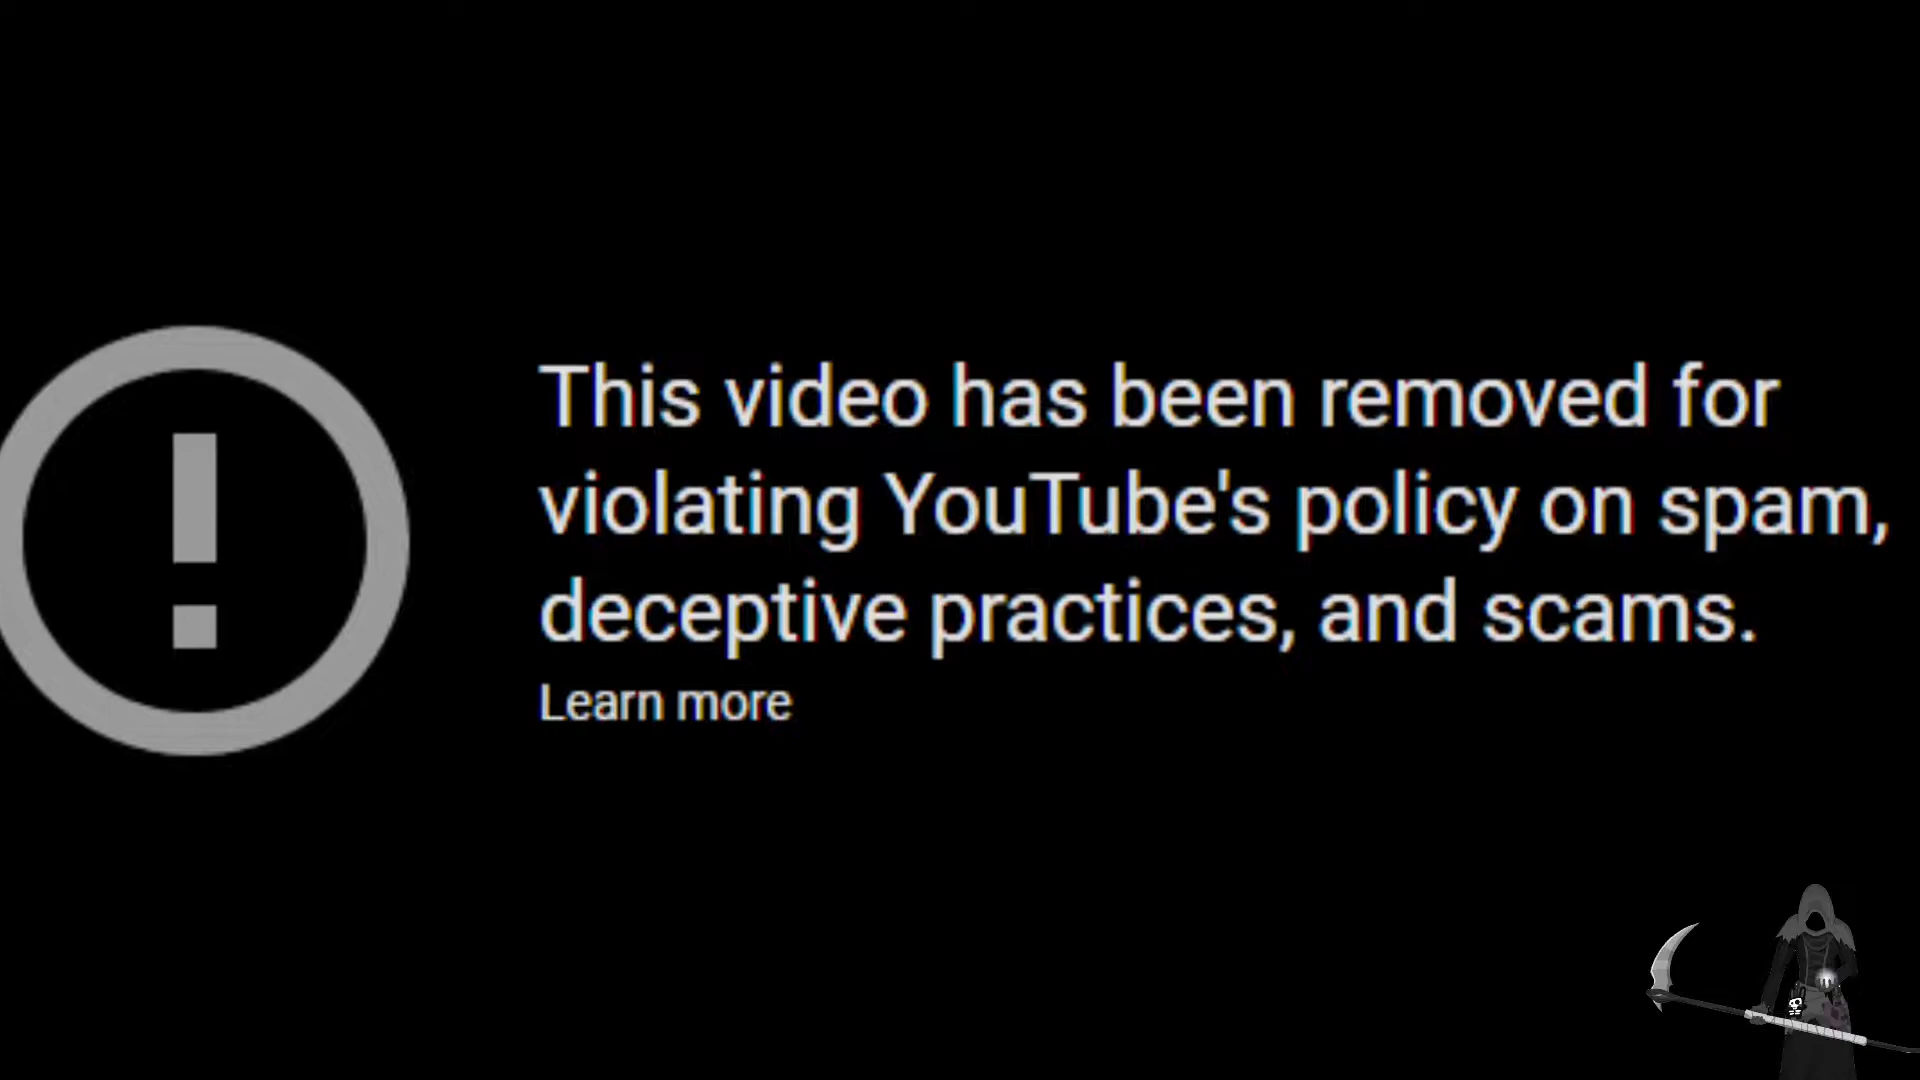 This video has been removed for
violating YouTube's policy on spam,
deceptive practices, and scams.
Learn more